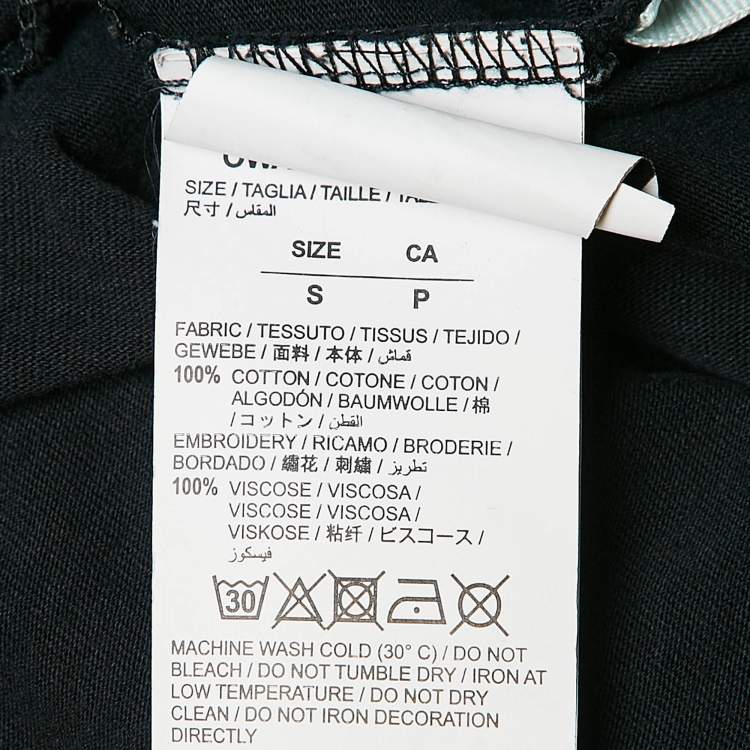 SIZE / TAGLIA / TAILLE /
尺寸 / المقاس
SIZE CA
S P
FABRIC / TESSUTO / TISSUS / TEJIDO /
GEWEBE / 面料 / 本体 / قماش
100% COTTON / COTONE / COTON /
ALGODÓN / BAUMWOLLE / 棉
/ コットン / القطن
EMBROIDERY / RICAMO / BRODERIE /
BORDADO / 繡花 / 刺繍 / تطريز
100% VISCOSE / VISCOSA /
VISCOSE / VISCOSA /
VISKOSE / 粘纤 / ビスコース /
فيسكوز
30
MACHINE WASH COLD (30° C) / DO NOT
BLEACH / DO NOT TUMBLE DRY / IRON AT
LOW TEMPERATURE / DO NOT DRY
CLEAN / DO NOT IRON DECORATION
DIRECTLY